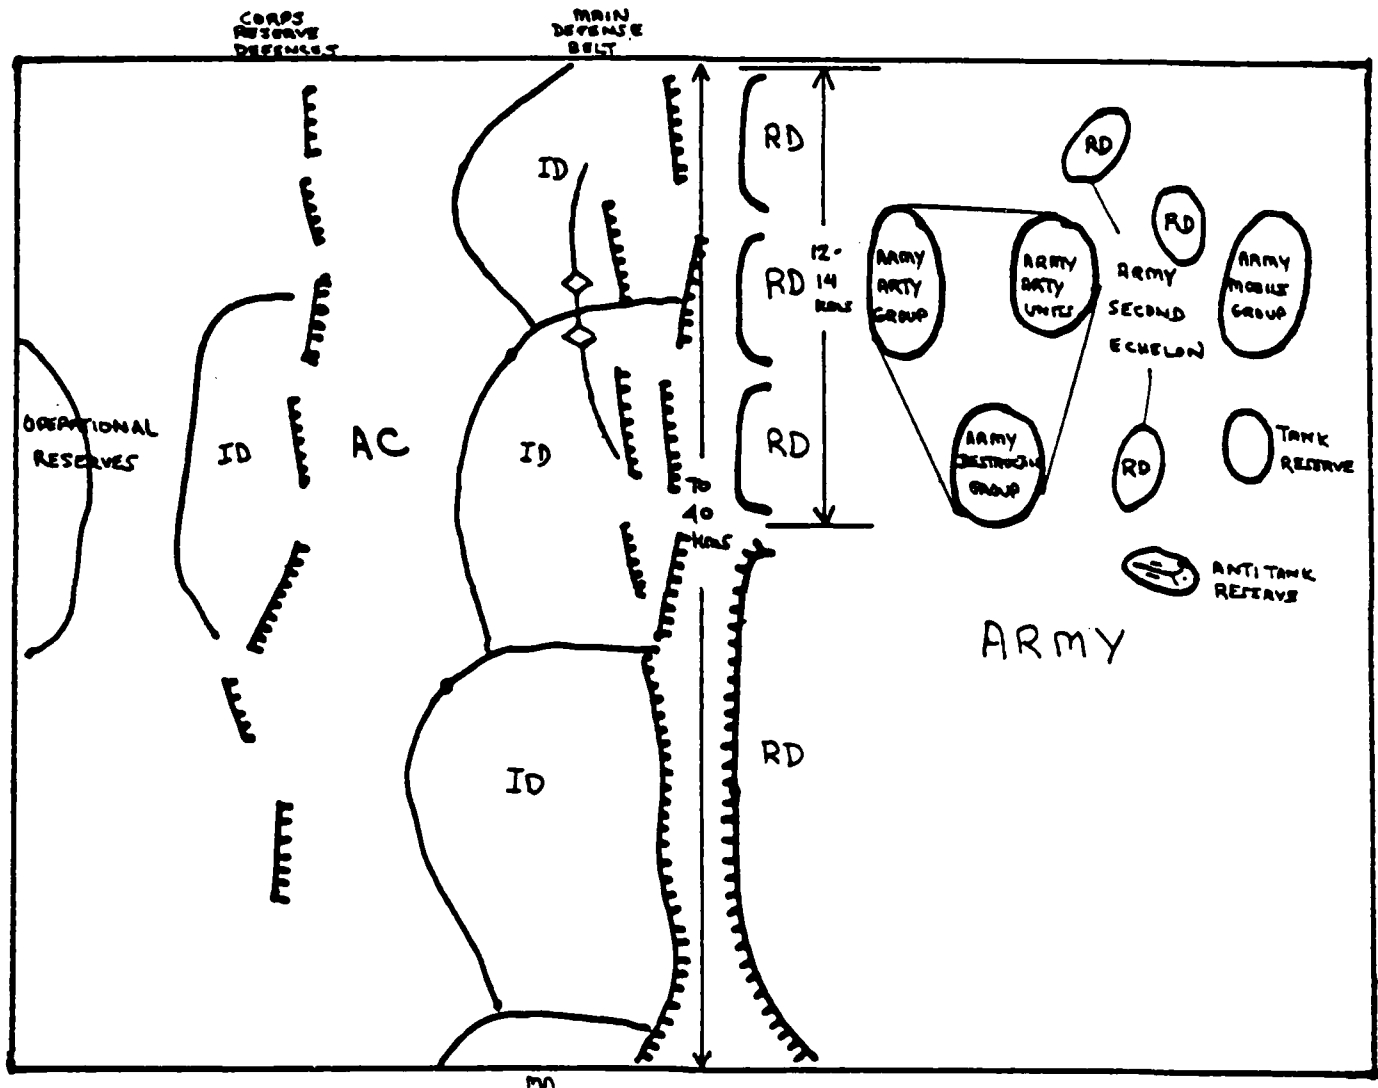 CORPS
RESERVE
DEFENSES
MAIN
DEFENSE
BELT
RD
ID
RD
RD
12-
14
kms
ARMY
ARTY
GROUP
ARMY
ARTY
UNITS
ARMY
SECOND
ECHELON
RD
ARMY
MOBILE
GROUP
RD
OPERATIONAL
RESERVES
ID
AC
ID
TO
40
kms
RD
ARMY
DESTRUCTION
GROUP
RD
TANK
RESERVE
ANTITANK
RESERVE
ARMY
ID
RD